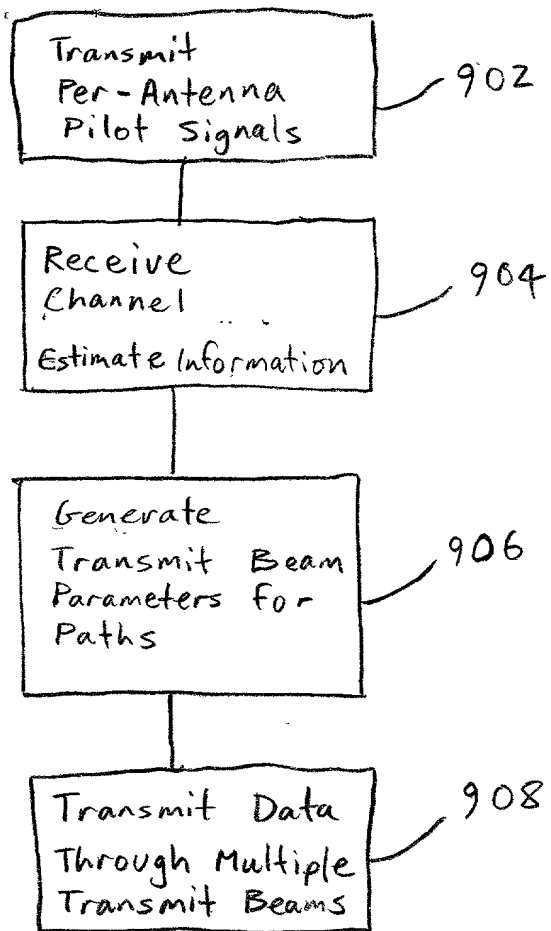 Transmit
Per-Antenna
Pilot Signals
902
Receive
Channel
Estimate Information
904
Generate
Transmit Beam
Parameters for
Paths
906
Transmit Data
Through Multiple
Transmit Beams
908